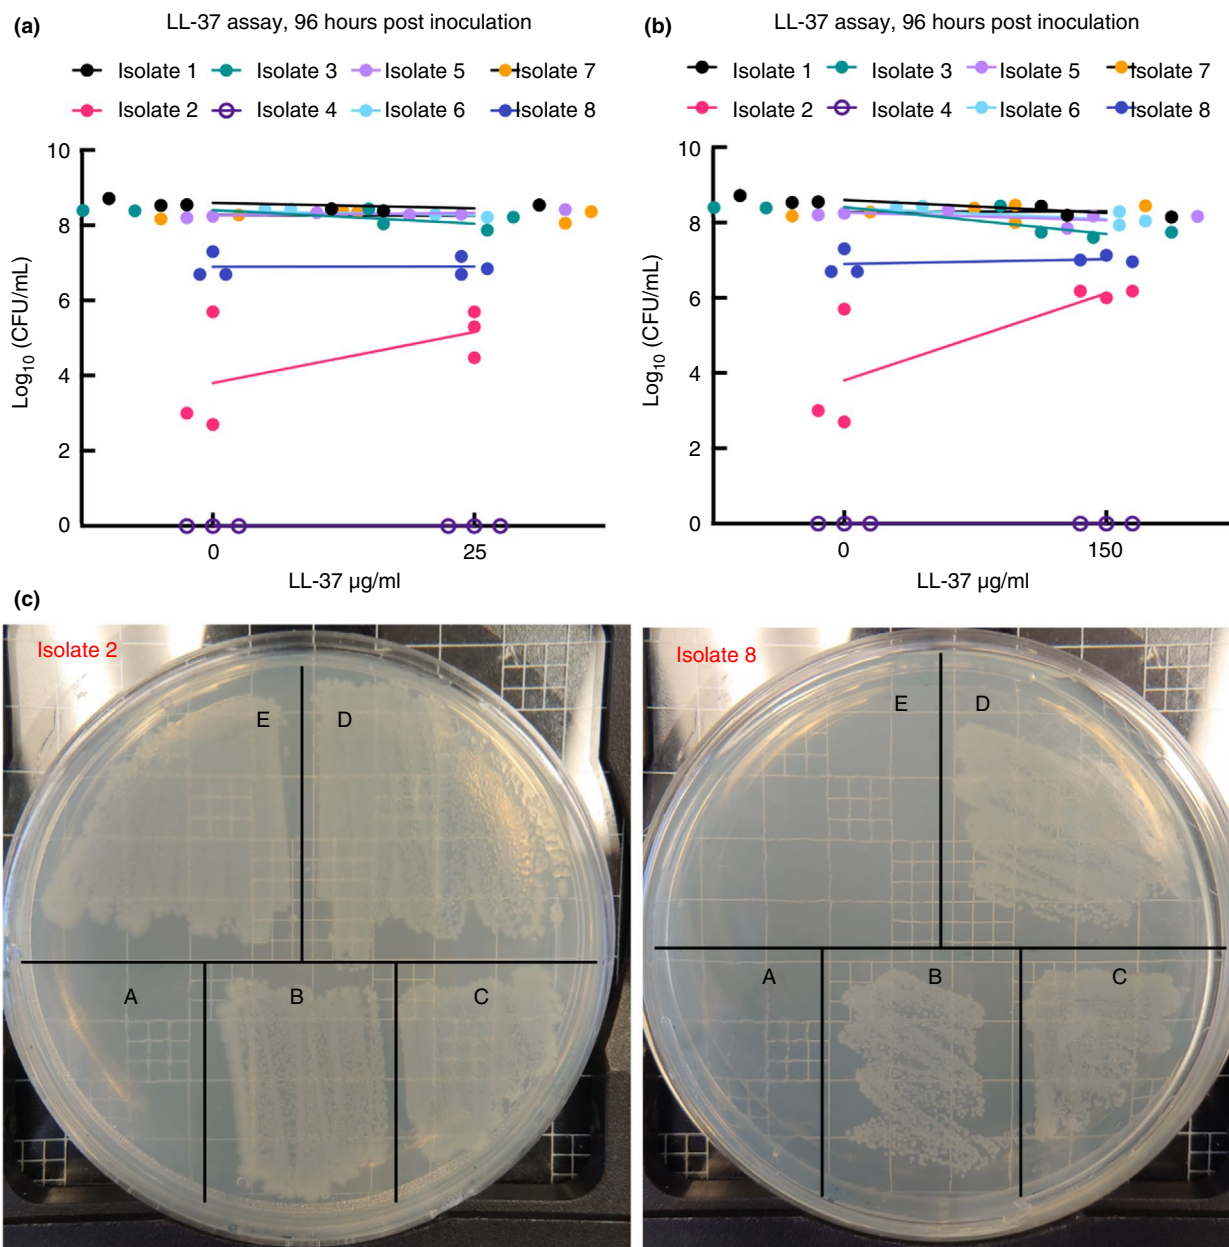 (a)
LL-37 assay, 96 hours post inoculation
Isolate 1
Isolate 3
Isolate 5
Isolate 7
Isolate 2
Isolate 4
Isolate 6
Isolate 8
10
8
6
4
2
0
Log10 (CFU/mL)
0
25
LL-37 µg/ml
(b)
LL-37 assay, 96 hours post inoculation
Isolate 1
Isolate 3
Isolate 5
Isolate 7
Isolate 2
Isolate 4
Isolate 6
Isolate 8
10
8
6
4
2
0
Log10 (CFU/mL)
0
150
LL-37 µg/ml
(c)
Isolate 2
E
D
A
B
C
Isolate 8
E
D
A
B
C